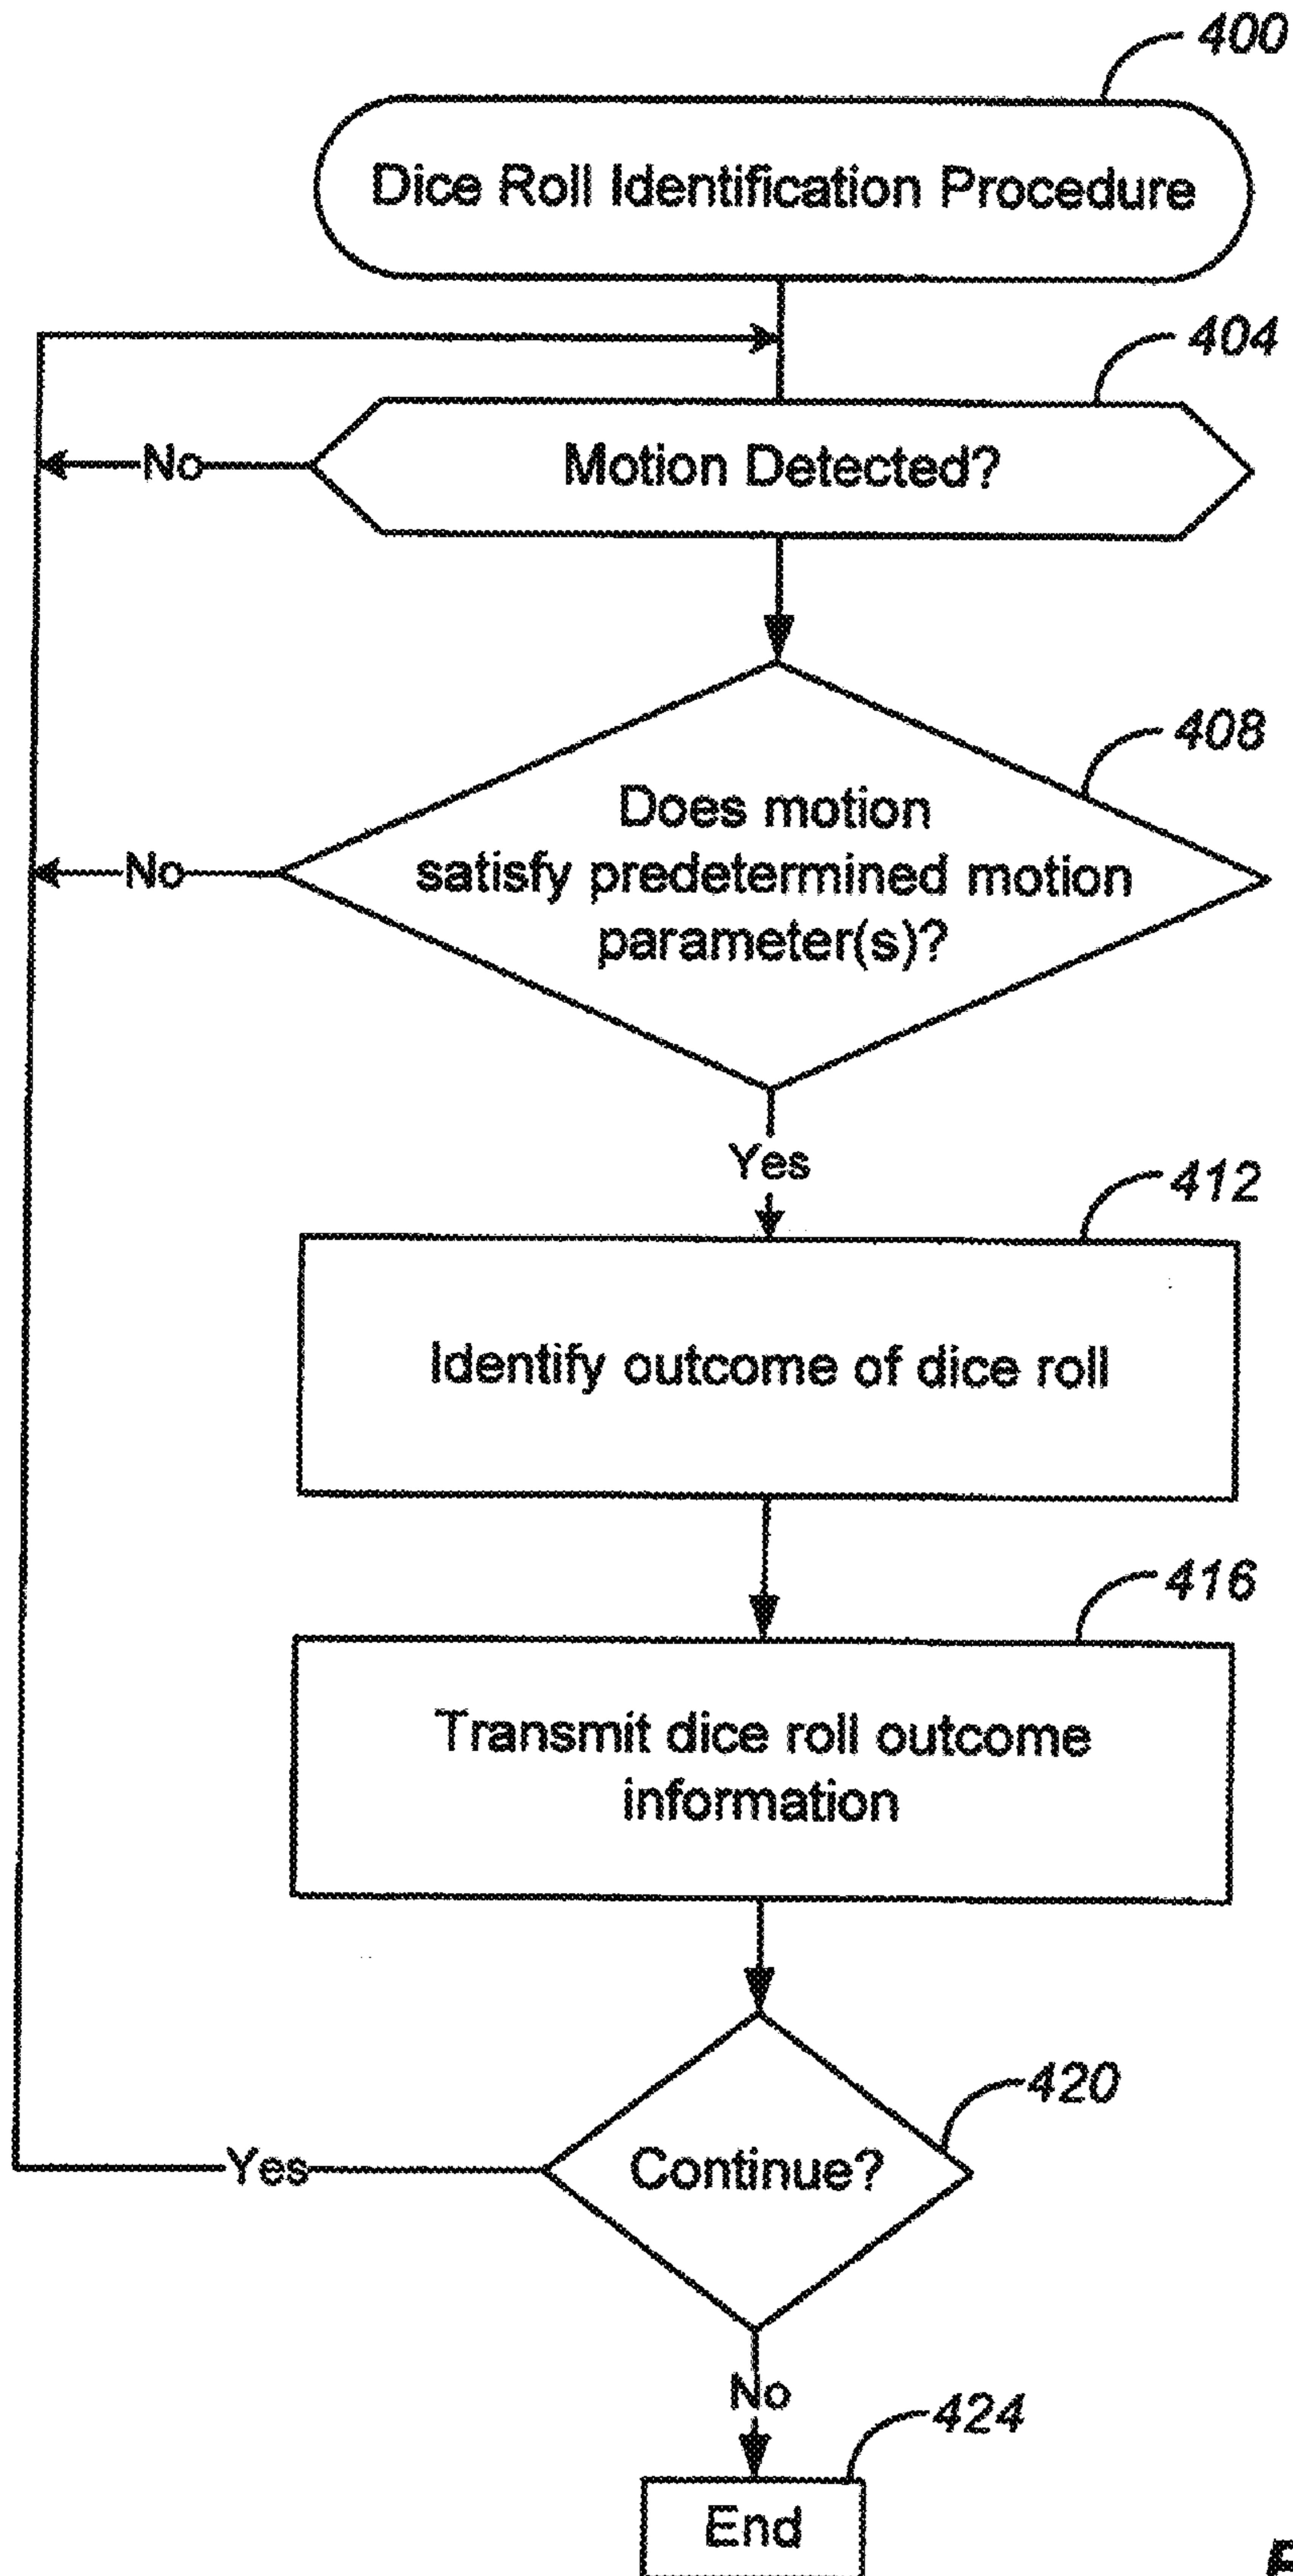 400
Dice Roll Identification Procedure
404
Motion Detected?
No
408
Does motion
satisfy predetermined motion
parameter(s)?
No
Yes
412
Identify outcome of dice roll
416
Transmit dice roll outcome
information
420
Continue?
Yes
No
424
End